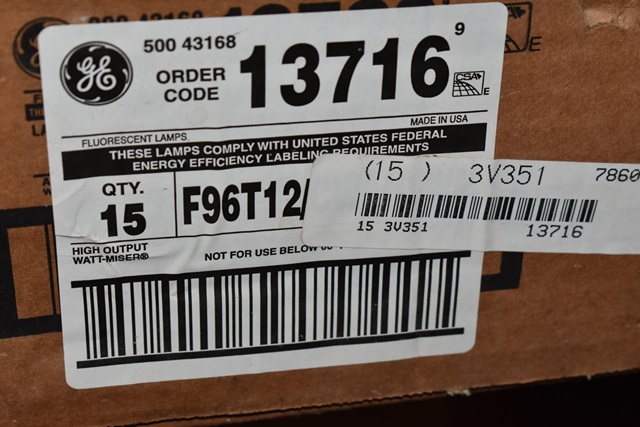 500 43168
GE
ORDER CODE 13716 9
CSA
E
MADE IN USA
FLUORESCENT LAMPS
THESE LAMPS COMPLY WITH UNITED STATES FEDERAL
ENERGY EFFICIENCY LABELING REQUIREMENTS
QTY.
15
F96T12/
HIGH OUTPUT
WATT-MISER®
NOT FOR USE BELOW
(15 ) 3V351 7860
15 3V351 13716